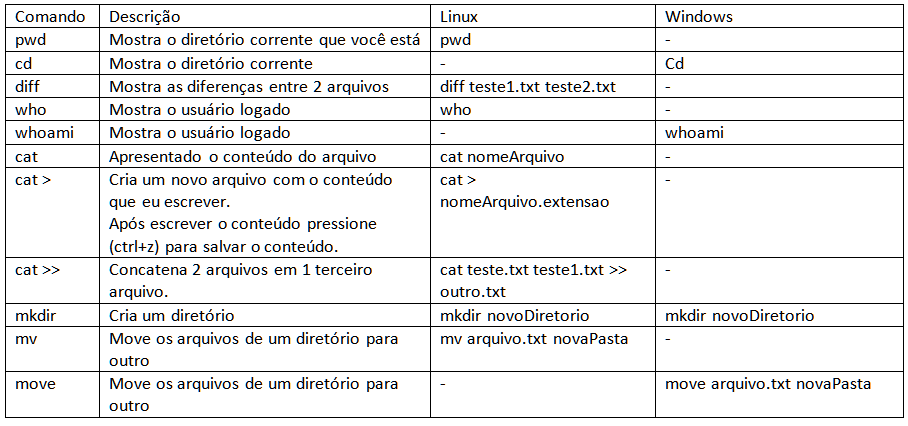 Comando Descrição Linux Windows
pwd Mostra o diretório corrente que você está pwd -
cd Mostra o diretório corrente - Cd
diff Mostra as diferenças entre 2 arquivos diff teste1.txt teste2.txt -
who Mostra o usuário logado who -
whoami Mostra o usuário logado - whoami
cat Apresentado o conteúdo do arquivo cat nomeArquivo -
cat > Cria um novo arquivo com o conteúdo cat > -
que eu escrever. nomeArquivo.extensao
Após escrever o conteúdo pressione
(ctrl+z) para salvar o conteúdo.
cat >> Concatena 2 arquivos em 1 terceiro cat teste.txt teste1.txt >> -
arquivo. outro.txt
mkdir Cria um diretório mkdir novoDiretorio mkdir novoDiretorio
mv Move os arquivos de um diretório para mv arquivo.txt novaPasta -
outro
move Move os arquivos de um diretório para - move arquivo.txt novaPasta
outro